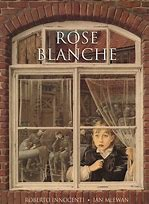 ROSE
BLANCHE
ROBERTO INNOCENTI • IAN McEWAN